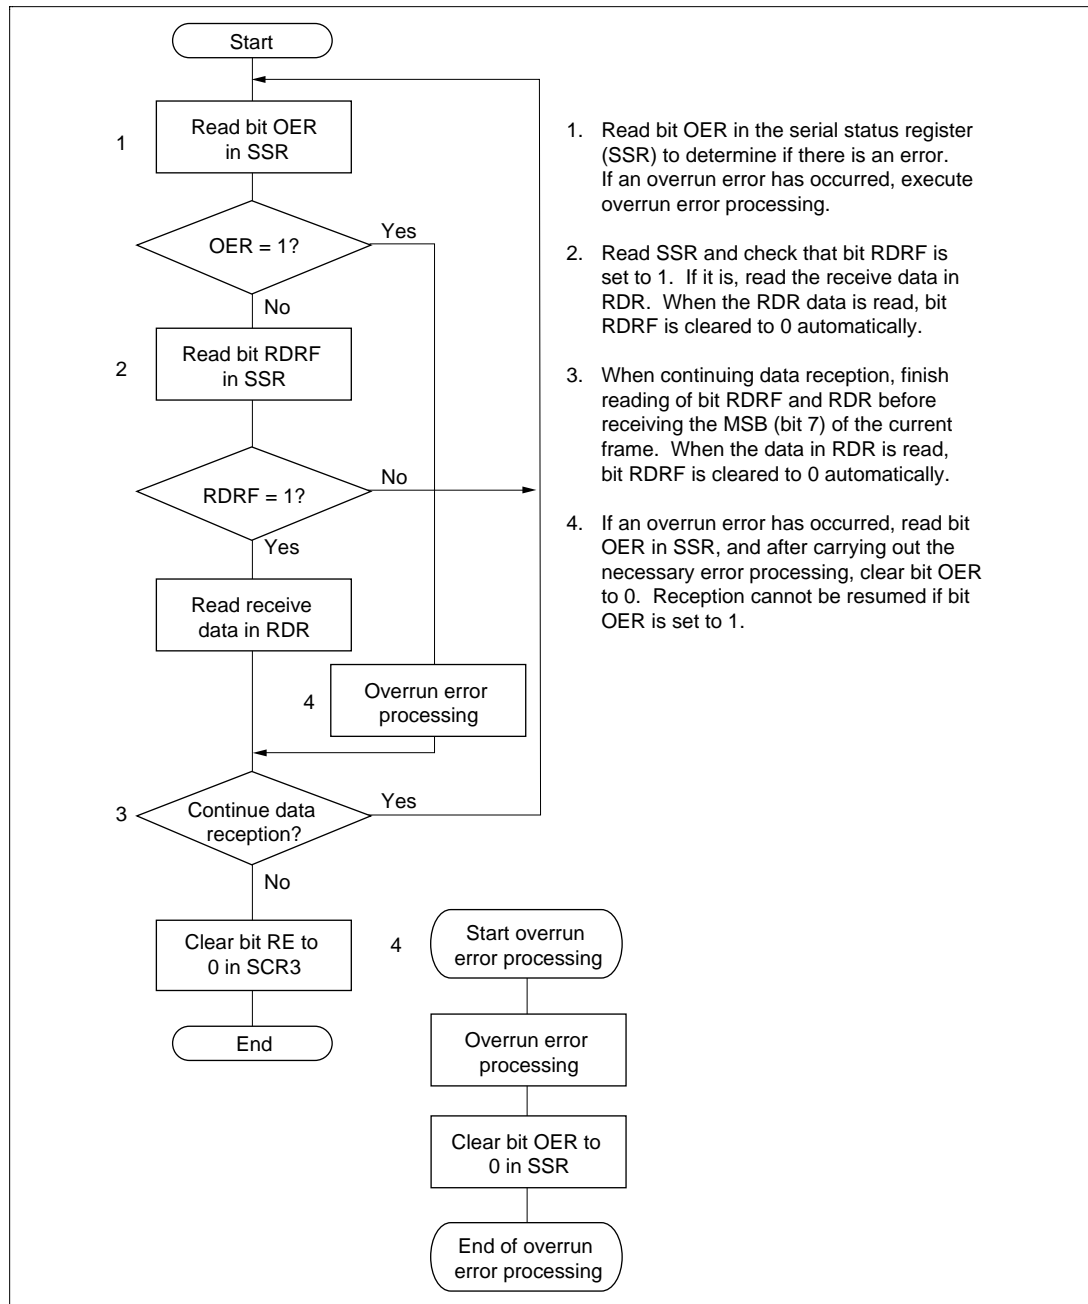 Start
1
Read bit OER
in SSR
OER = 1?
Yes
No
2
Read bit RDRF
in SSR
RDRF = 1?
No
Yes
Read receive
data in RDR
4
Overrun error
processing
3
Continue data
reception?
Yes
No
Clear bit RE to
0 in SCR3
End
4
Start overrun
error processing
Overrun error
processing
Clear bit OER to
0 in SSR
End of overrun
error processing
1. Read bit OER in the serial status register
(SSR) to determine if there is an error.
If an overrun error has occurred, execute
overrun error processing.
2. Read SSR and check that bit RDRF is
set to 1. If it is, read the receive data in
RDR. When the RDR data is read, bit
RDRF is cleared to 0 automatically.
3. When continuing data reception, finish
reading of bit RDRF and RDR before
receiving the MSB (bit 7) of the current
frame. When the data in RDR is read,
bit RDRF is cleared to 0 automatically.
4. If an overrun error has occurred, read bit
OER in SSR, and after carrying out the
necessary error processing, clear bit OER
to 0. Reception cannot be resumed if bit
OER is set to 1.